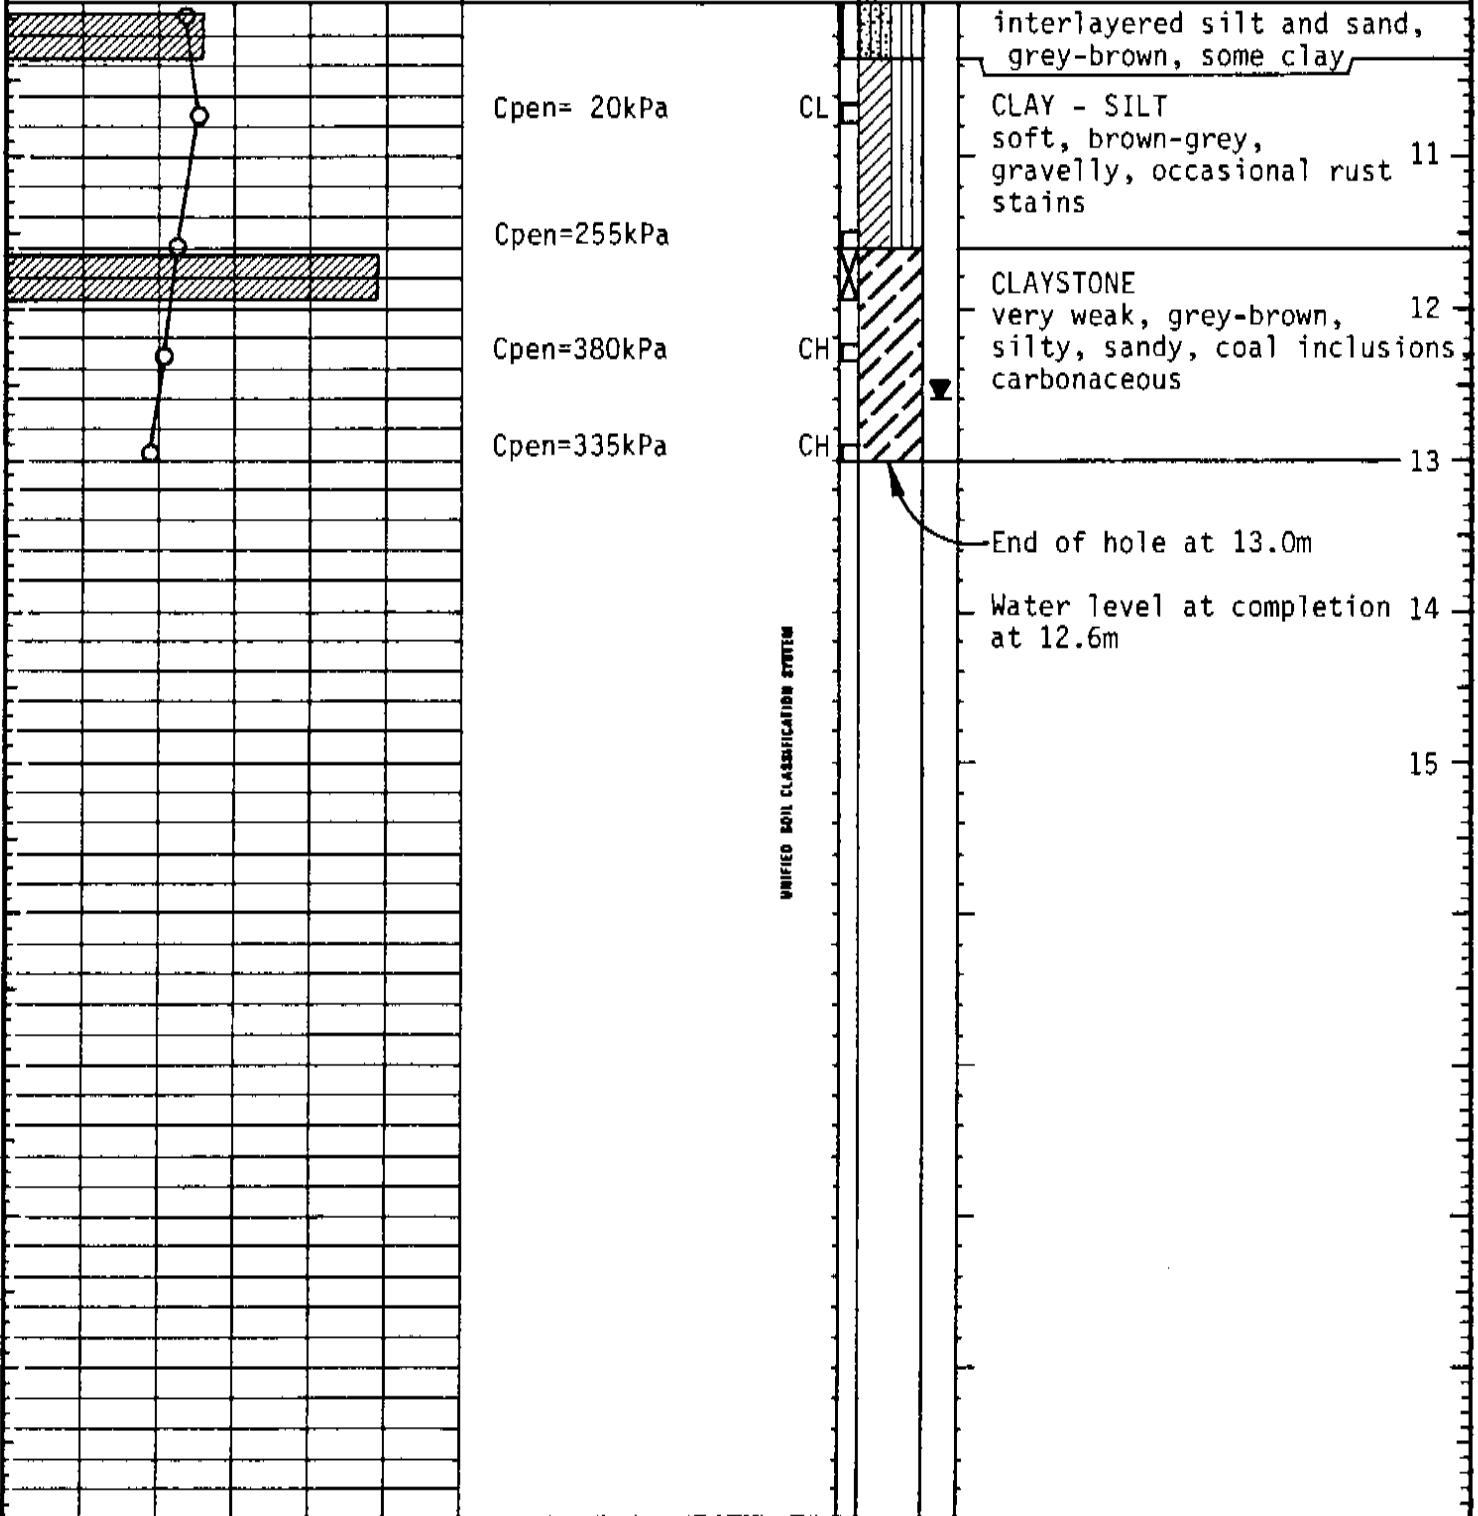 interlayered silt and sand,
grey-brown, some clay
Cpen= 20kPa
CL
CLAY - SILT
soft, brown-grey,
11
gravelly, occasional rust
stains
Cpen=255kPa
CLAYSTONE
very weak, grey-brown,
12
Cpen=380kPa
CH
silty, sandy, coal inclusions,
carbonaceous
Cpen=335kPa
CH
13
End of hole at 13.0m
Water level at completion
14
at 12.6m
UNIFIED SOIL CLASSIFICATION SYSTEM
15